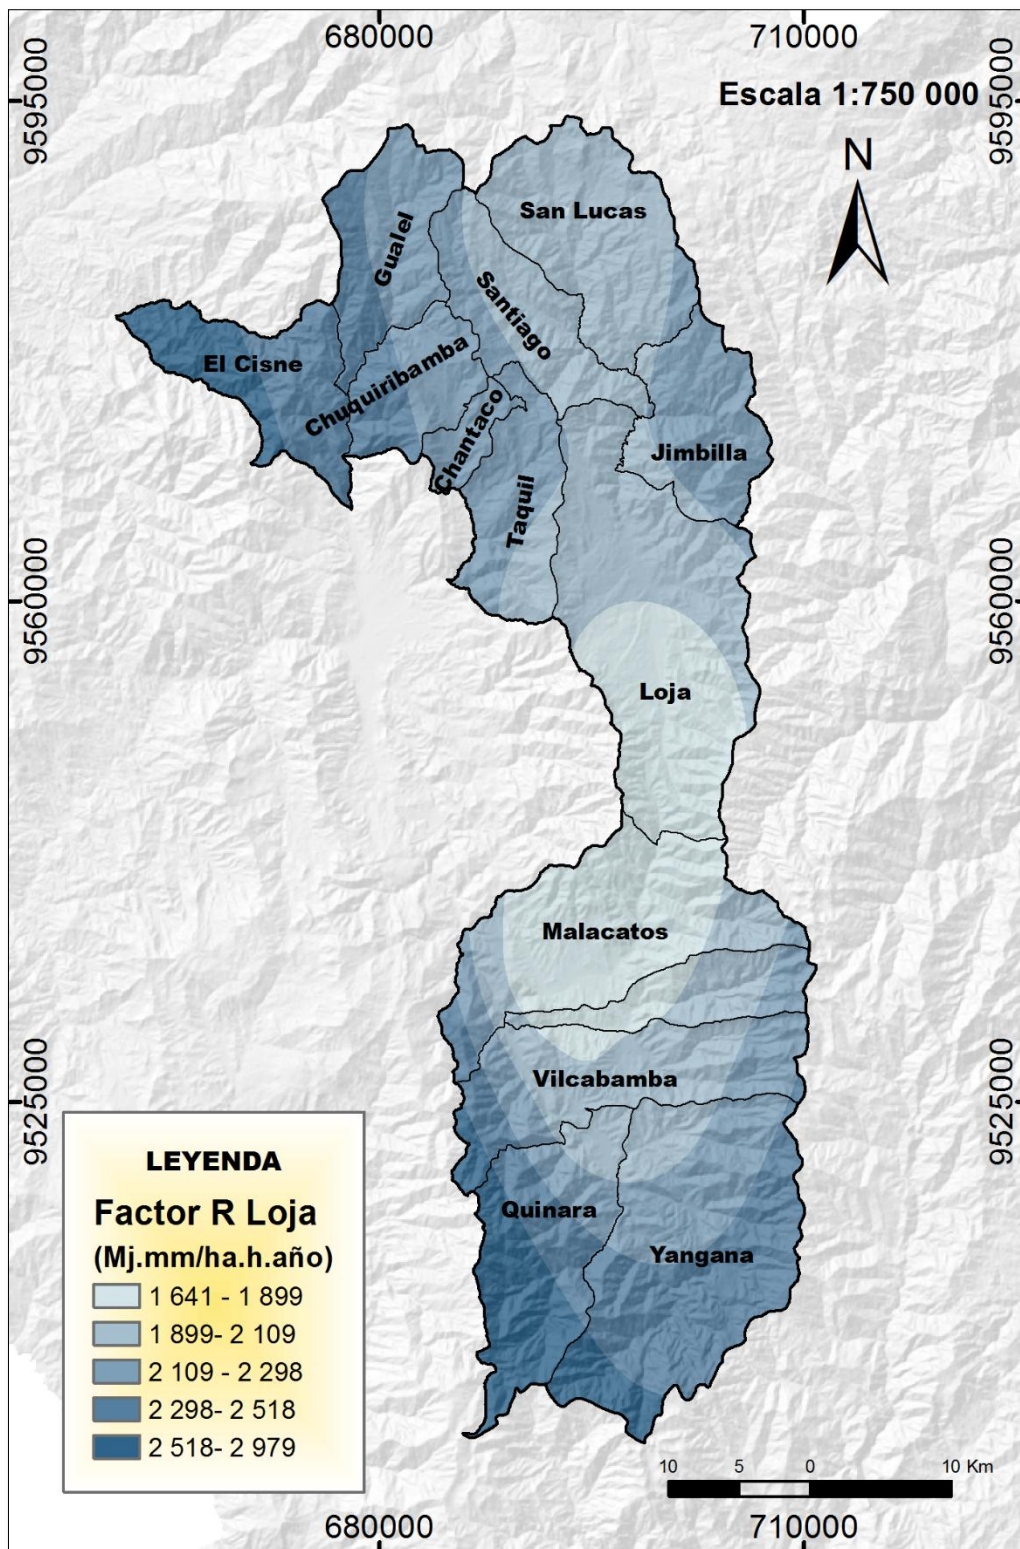 680000 710000
Escala 1:750 000
9595000 9595000
N
San Lucas
Gualel
Santiago
El Cisne
Chuquiribamba
Chantaco
Jimbilla
Taquil
9560000 9560000
Loja
Malacatos
Vilcabamba
9525000 9525000
Quinara
Yangana
LEYENDA
Factor R Loja
(Mj.mm/ha.h.año)
1 641 - 1 899
1 899- 2 109
2 109 - 2 298
2 298- 2 518
2 518- 2 979
10 5 0 10 Km
680000 710000